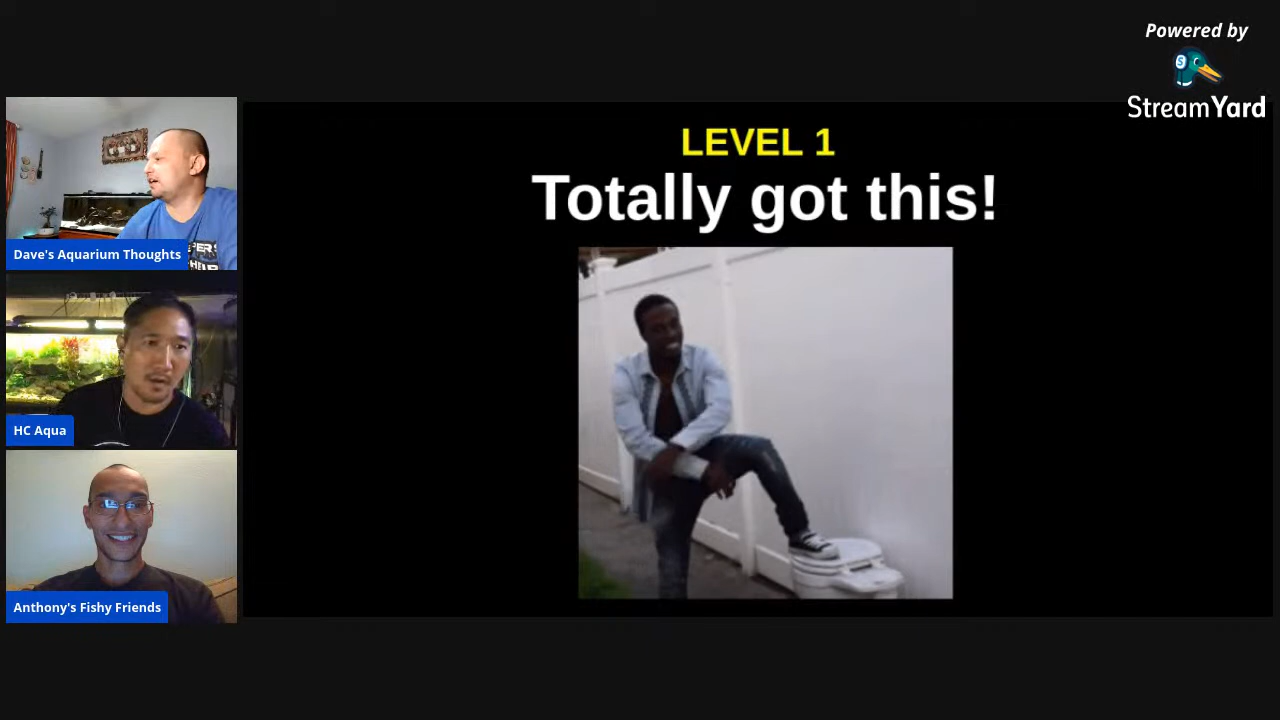 Powered by
StreamYard
LEVEL 1
Totally got this!
Dave's Aquarium Thoughts
HC Aqua
Anthony's Fishy Friends